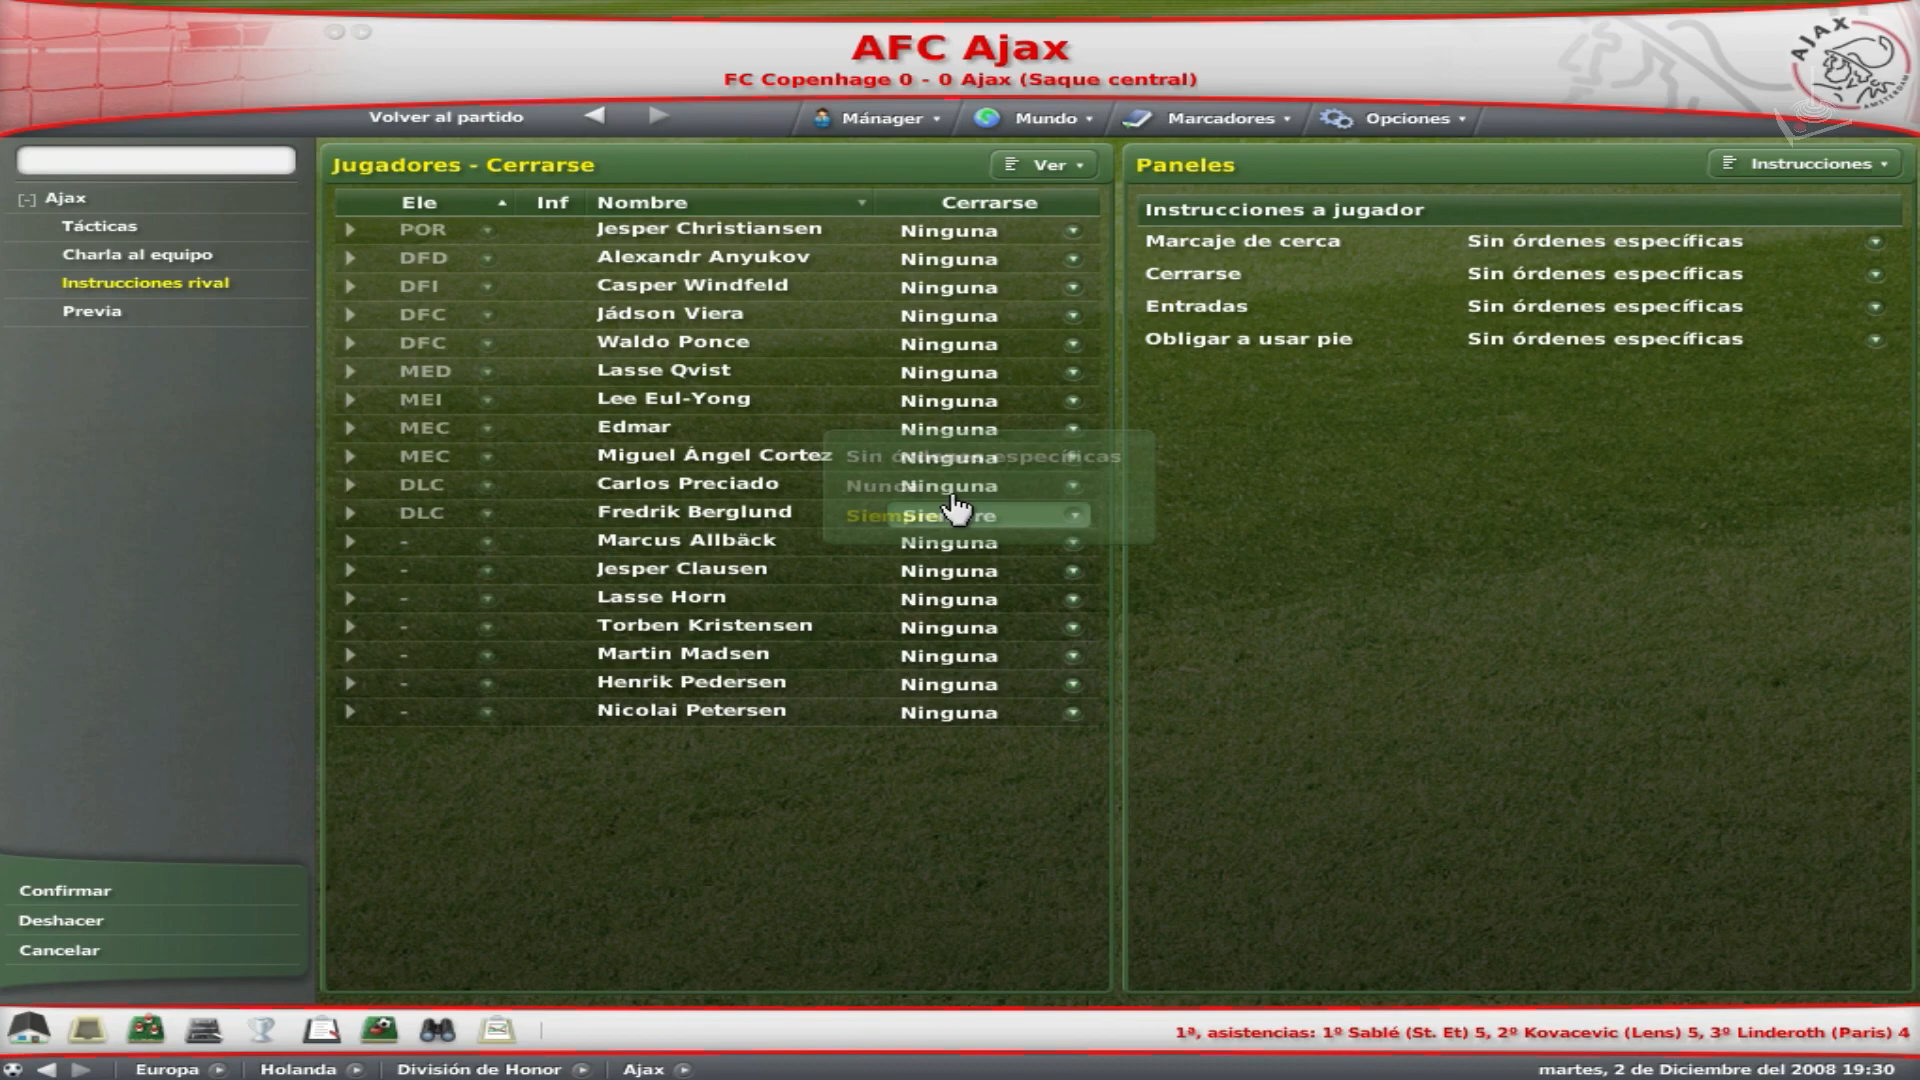 AFC Ajax
FC Copenhage 0 - 0 Ajax (Saque central)
AJAX
AMSTERDAM
Volver al partido
Mánager
Mundo
Marcadores
Opciones
[-] Ajax
Tácticas
Charla al equipo
Instrucciones rival
Previa
Confirmar
Deshacer
Cancelar
Jugadores - Cerrarse
Ver
Ele Inf Nombre Cerrarse
POR Jesper Christiansen Ninguna
DFD Alexandr Anyukov Ninguna
DFI Casper Windfeld Ninguna
DFC Jádson Viera Ninguna
DFC Waldo Ponce Ninguna
MED Lasse Qvist Ninguna
MEI Lee Eul-Yong Ninguna
MEC Edmar Ninguna
MEC Miguel Ángel Cortez Ninguna
DLC Carlos Preciado Ninguna
DLC Fredrik Berglund Siempre
- Marcus Allbäck Ninguna
- Jesper Clausen Ninguna
- Lasse Horn Ninguna
- Torben Kristensen Ninguna
- Martin Madsen Ninguna
- Henrik Pedersen Ninguna
- Nicolai Petersen Ninguna
Sin órdenes específicas
Nunca
Siempre
Paneles
Instrucciones
Instrucciones a jugador
Marcaje de cerca Sin órdenes específicas
Cerrarse Sin órdenes específicas
Entradas Sin órdenes específicas
Obligar a usar pie Sin órdenes específicas
1ª, asistencias: 1º Sablé (St. Et) 5, 2º Kovacevic (Lens) 5, 3º Linderoth (Paris) 4
Europa Holanda División de Honor Ajax
martes, 2 de Diciembre del 2008 19:30